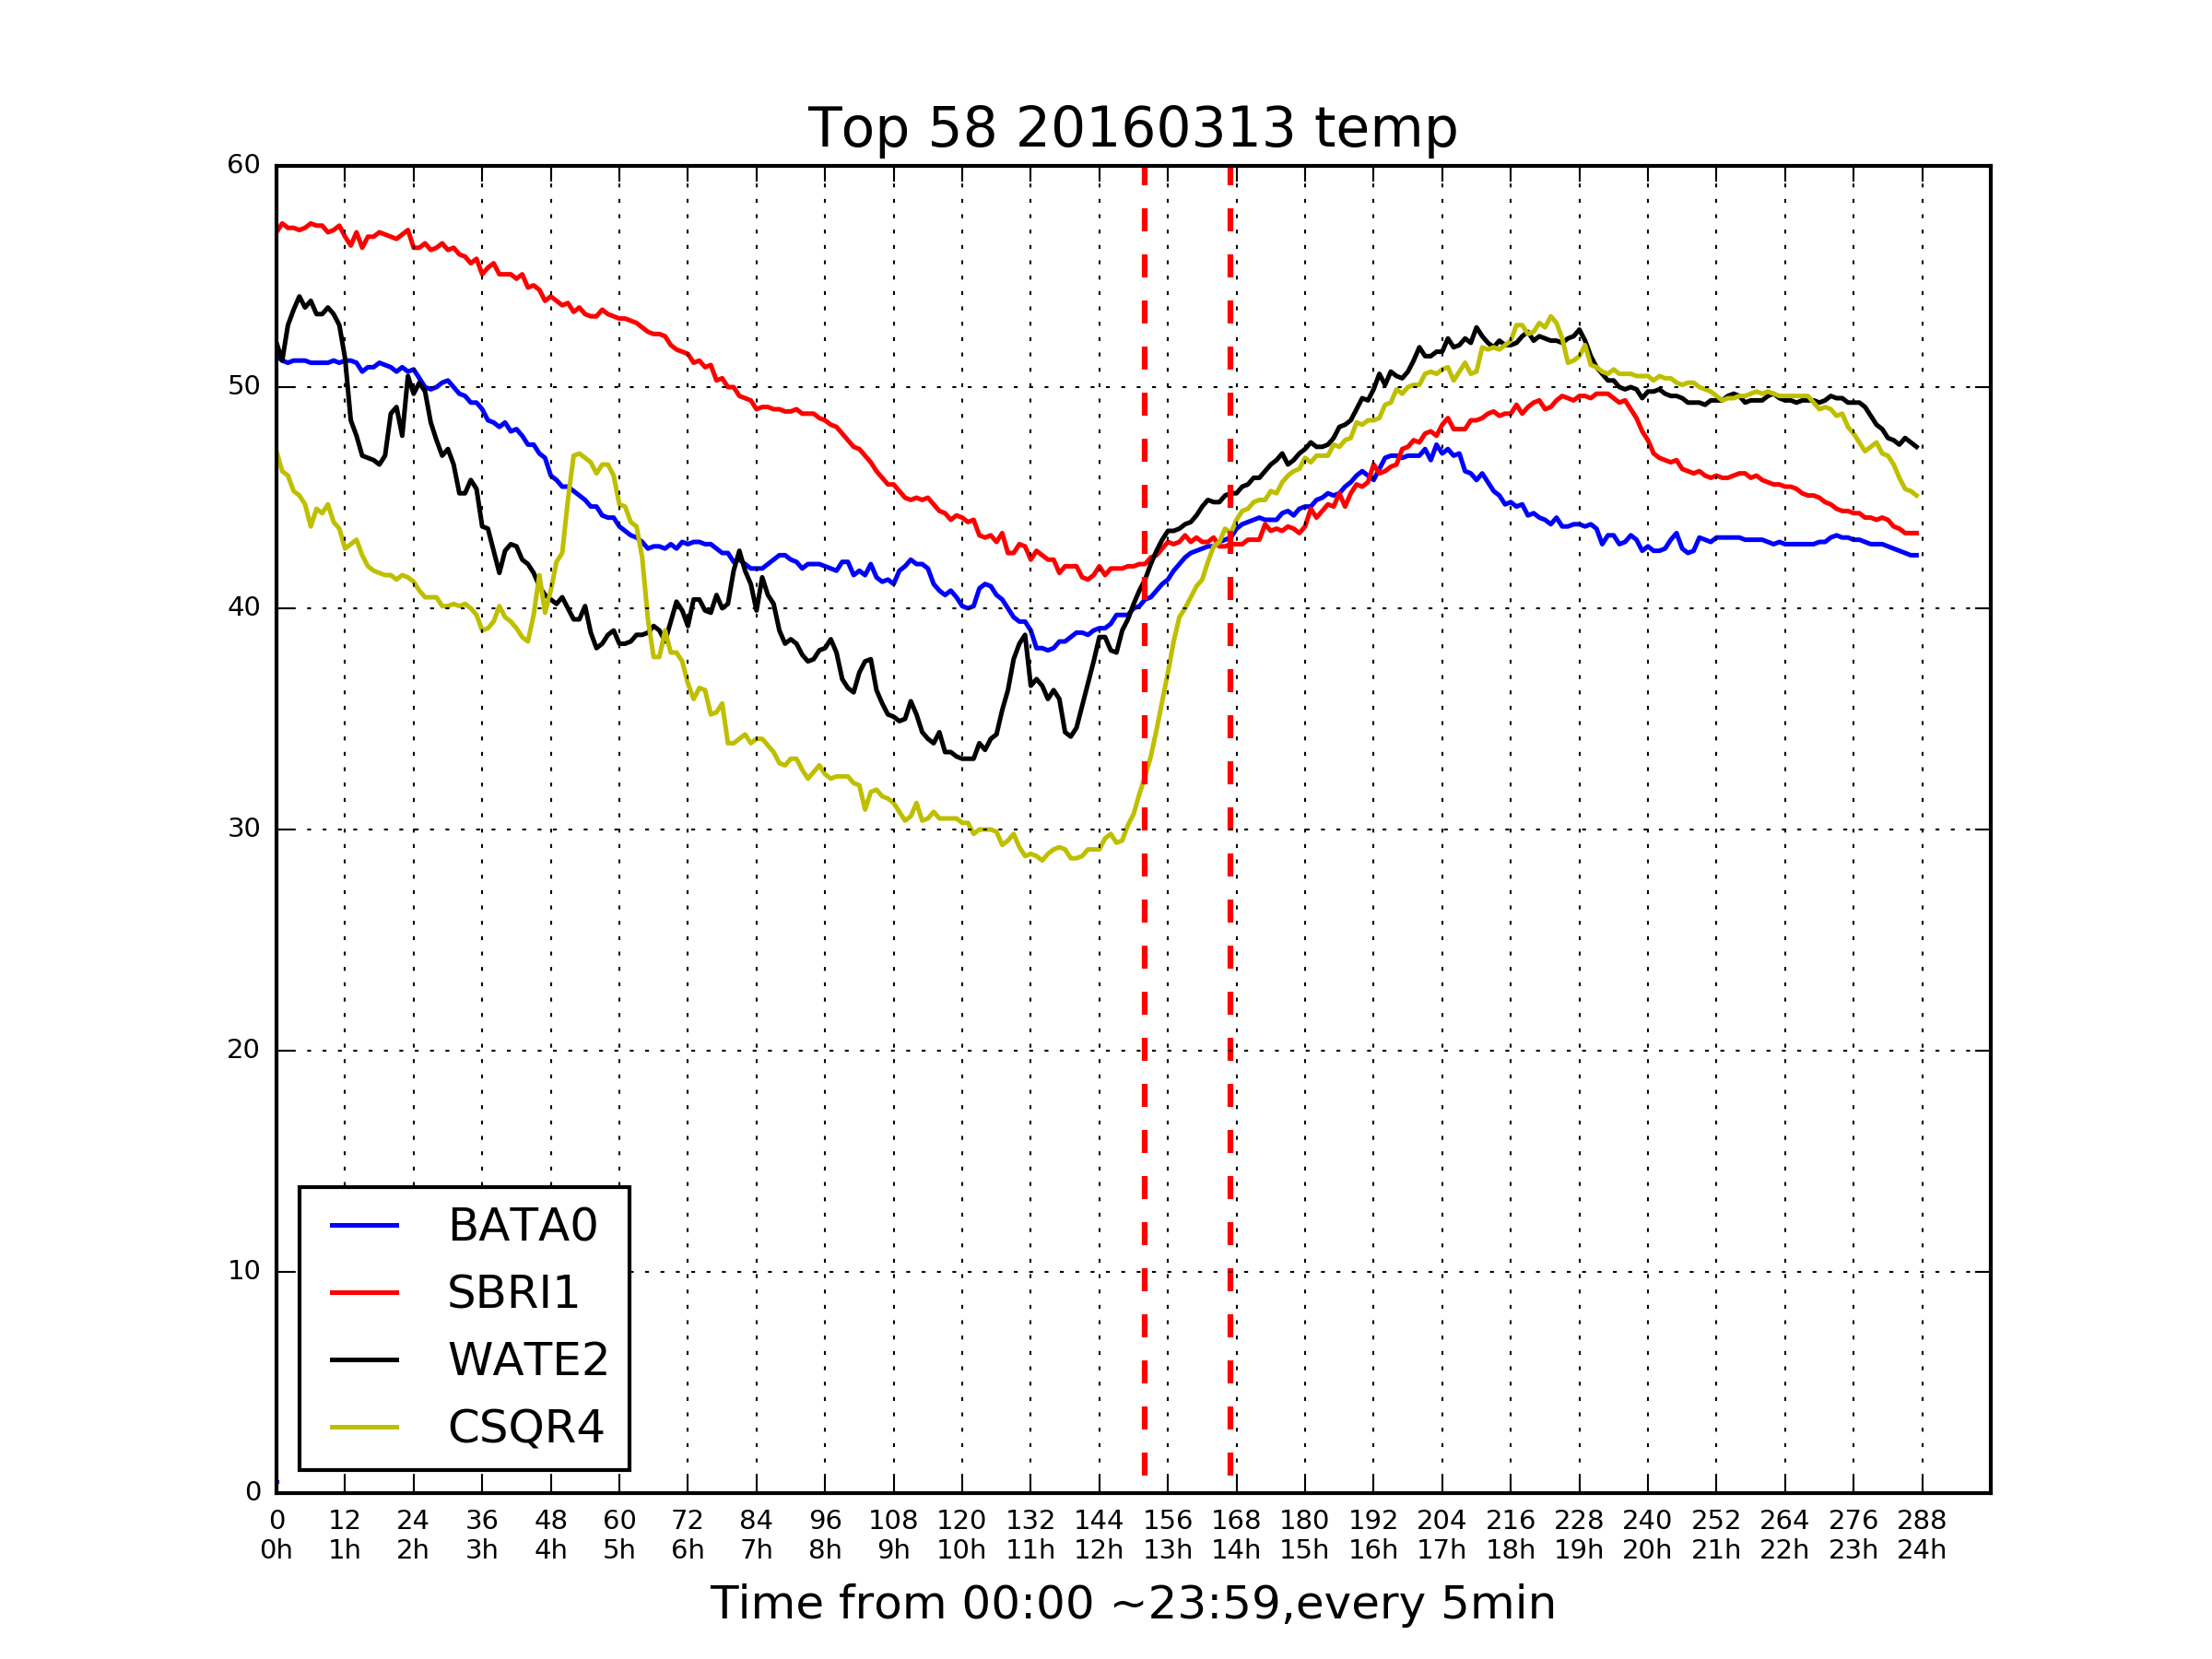 Top 58 20160313 temp
60
50
40
30
20
10
0
BATA0
SBRI1
WATE2
CSQR4
0 12 24 36 48 60 72 84 96 108 120 132 144 156 168 180 192 204 216 228 240 252 264 276 288
0h 1h 2h 3h 4h 5h 6h 7h 8h 9h 10h 11h 12h 13h 14h 15h 16h 17h 18h 19h 20h 21h 22h 23h 24h
Time from 00:00 ~23:59,every 5min